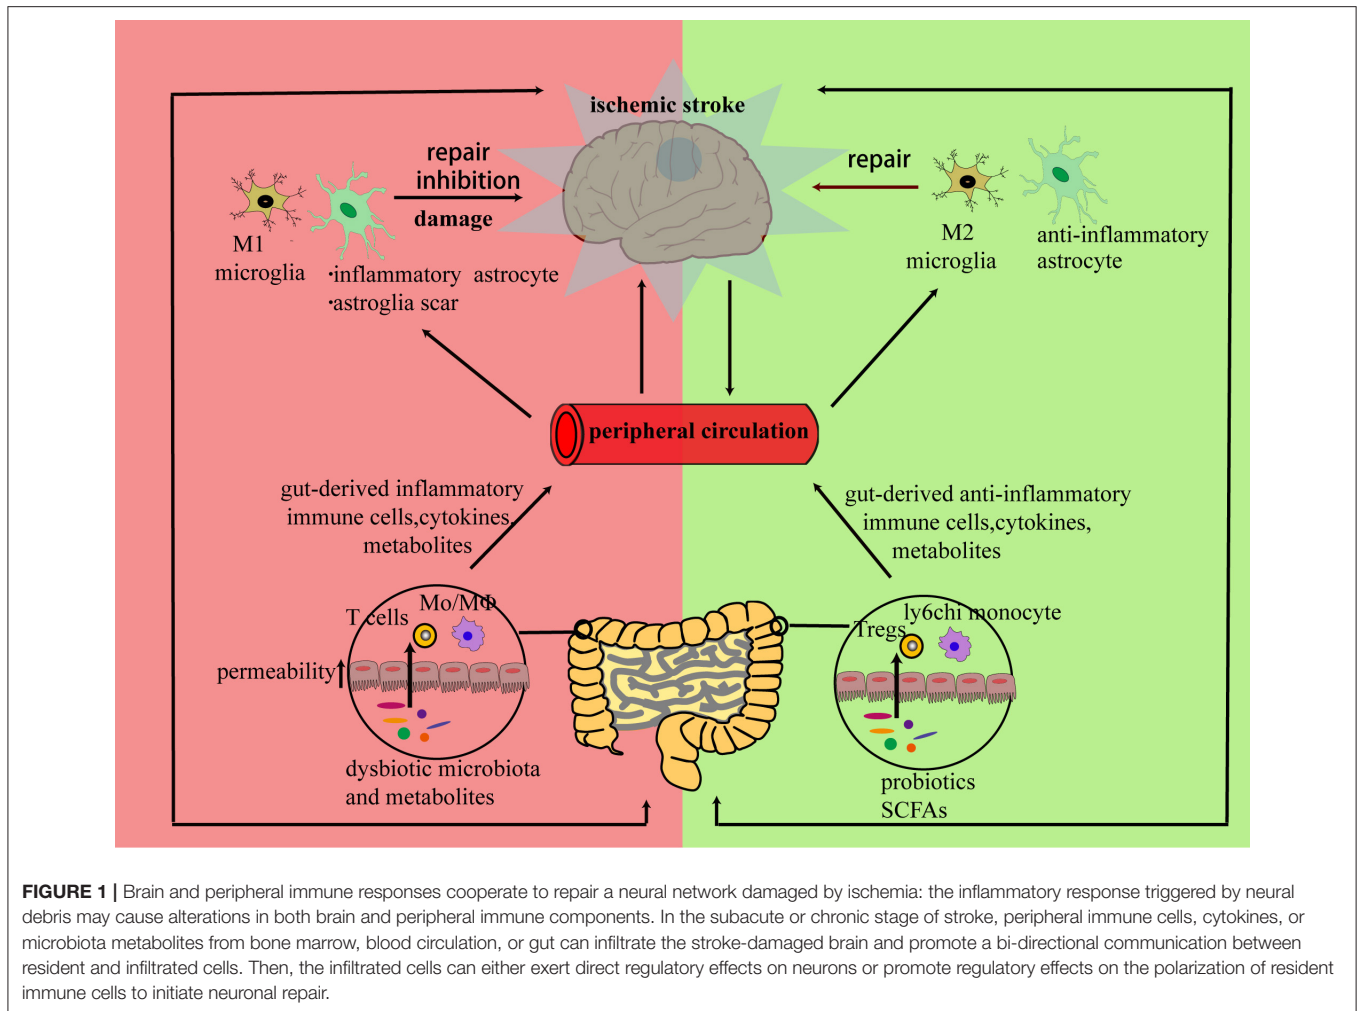 ischemic stroke
repair
inhibition
damage
repair
M1
microglia
·inflammatory astrocyte
·astroglia scar
M2
microglia
anti-inflammatory
astrocyte
peripheral circulation
gut-derived inflammatory
immune cells,cytokines,
metabolites
gut-derived anti-inflammatory
immune cells,cytokines,
metabolites
T cells
Mo/MΦ
permeability
dysbiotic microbiota
and metabolites
ly6chi monocyte
Tregs
probiotics
SCFAs
FIGURE 1 | Brain and peripheral immune responses cooperate to repair a neural network damaged by ischemia: the inflammatory response triggered by neural
debris may cause alterations in both brain and peripheral immune components. In the subacute or chronic stage of stroke, peripheral immune cells, cytokines, or
microbiota metabolites from bone marrow, blood circulation, or gut can infiltrate the stroke-damaged brain and promote a bi-directional communication between
resident and infiltrated cells. Then, the infiltrated cells can either exert direct regulatory effects on neurons or promote regulatory effects on the polarization of resident
immune cells to initiate neuronal repair.